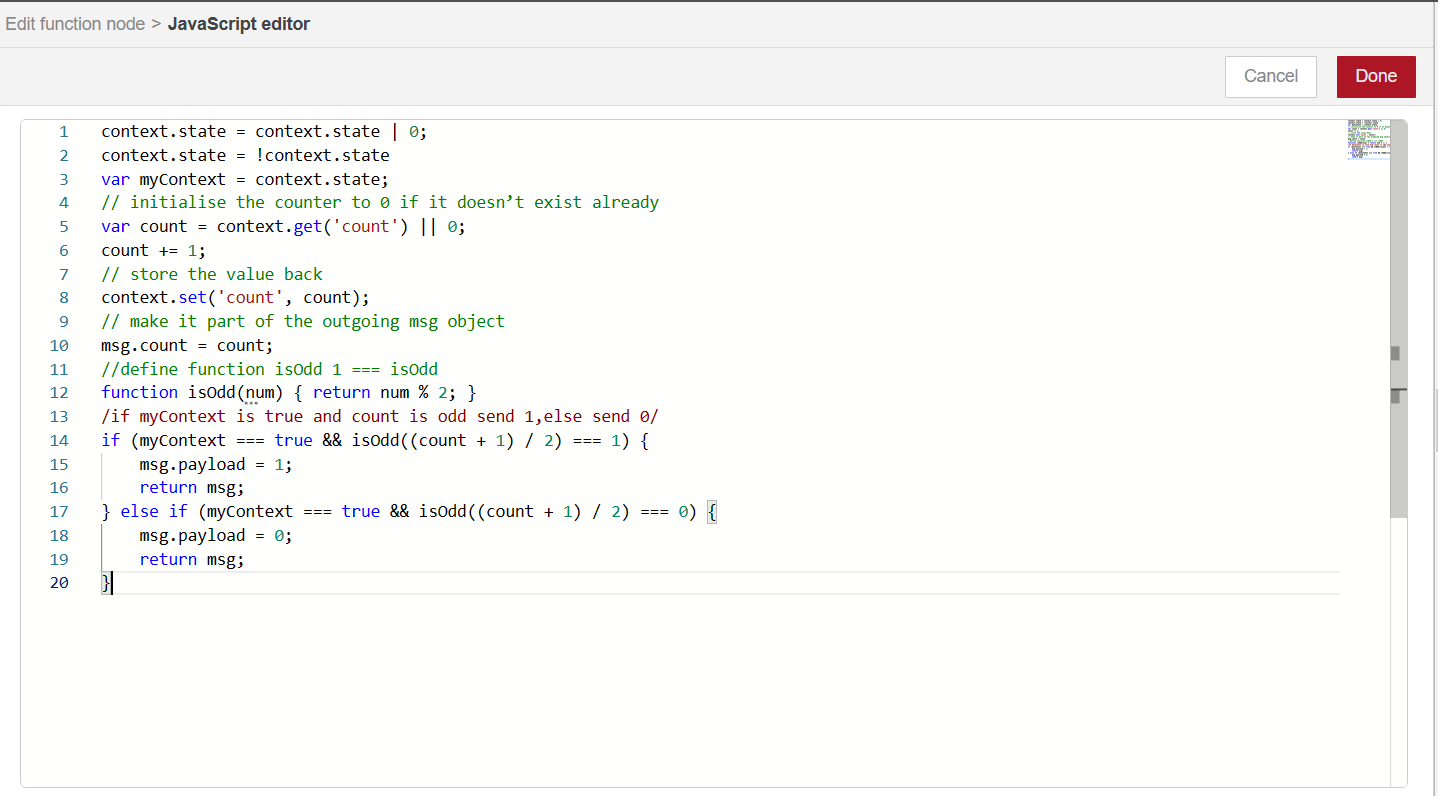 Edit function node > JavaScript editor
Cancel
Done
1 context.state = context.state | 0;
2 context.state = !context.state
3 var myContext = context.state;
4 // initialise the counter to 0 if it doesn’t exist already
5 var count = context.get('count') || 0;
6 count += 1;
7 // store the value back
8 context.set('count', count);
9 // make it part of the outgoing msg object
10 msg.count = count;
11 //define function isOdd 1 === isOdd
12 function isOdd(num) { return num % 2; }
13 /if myContext is true and count is odd send 1,else send 0/
14 if (myContext === true && isOdd((count + 1) / 2) === 1) {
15     msg.payload = 1;
16     return msg;
17 } else if (myContext === true && isOdd((count + 1) / 2) === 0) {
18     msg.payload = 0;
19     return msg;
20 }